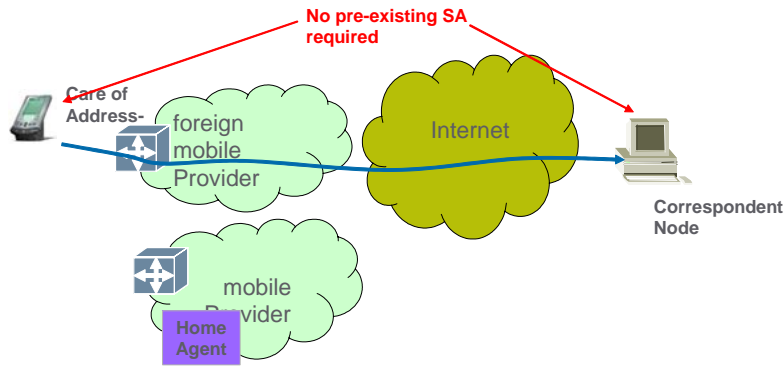 No pre-existing SA
required
Care of
Address-
foreign
mobile
Provider
Internet
Correspondent
Node
mobile
Provider
Home
Agent